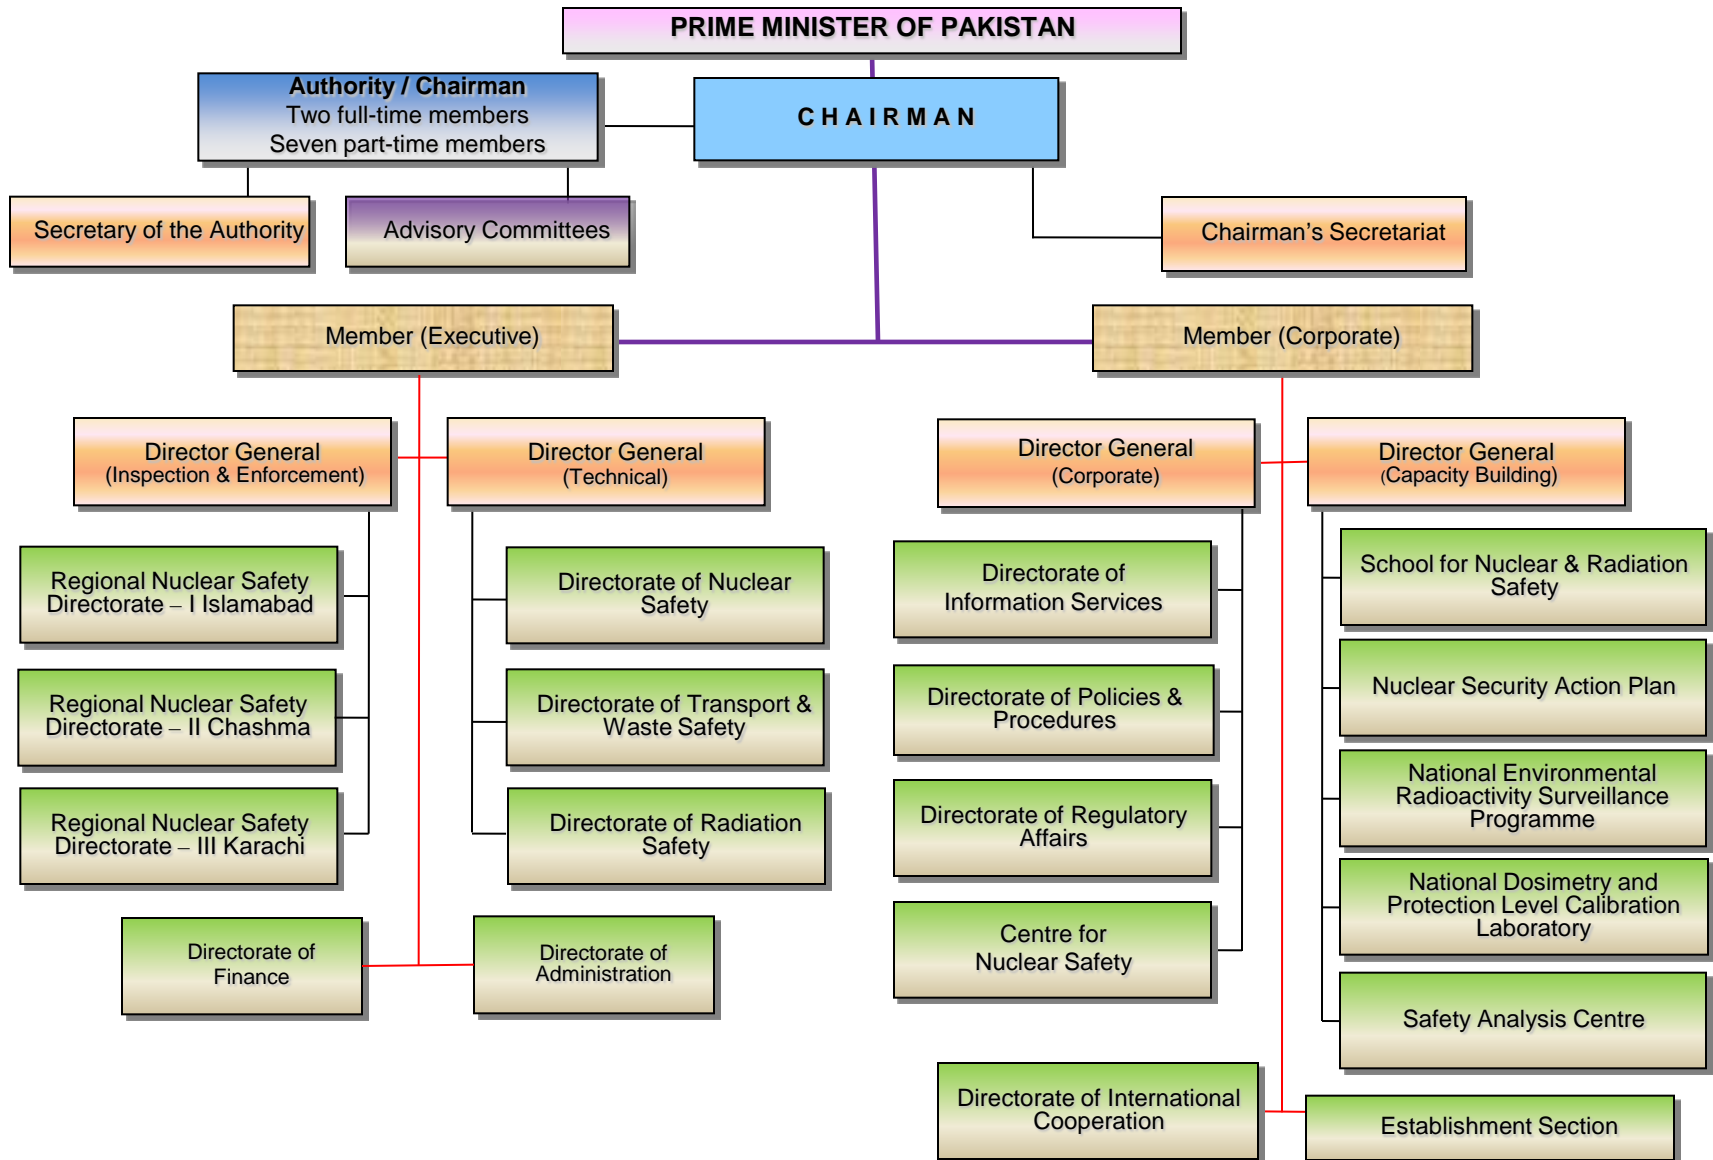 PRIME MINISTER OF PAKISTAN
Authority / Chairman
Two full-time members
Seven part-time members
C H A I R M A N
Secretary of the Authority
Advisory Committees
Chairman's Secretariat
Member (Executive)
Member (Corporate)
Director General
(Inspection & Enforcement)
Director General
(Technical)
Director General
(Corporate)
Director General
(Capacity Building)
Regional Nuclear Safety
Directorate – I Islamabad
Regional Nuclear Safety
Directorate – II Chashma
Regional Nuclear Safety
Directorate – III Karachi
Directorate of Nuclear
Safety
Directorate of Transport &
Waste Safety
Directorate of Radiation
Safety
Directorate of
Finance
Directorate of
Administration
Directorate of
Information Services
Directorate of Policies &
Procedures
Directorate of Regulatory
Affairs
Centre for
Nuclear Safety
School for Nuclear & Radiation
Safety
Nuclear Security Action Plan
National Environmental
Radioactivity Surveillance
Programme
National Dosimetry and
Protection Level Calibration
Laboratory
Safety Analysis Centre
Directorate of International
Cooperation
Establishment Section